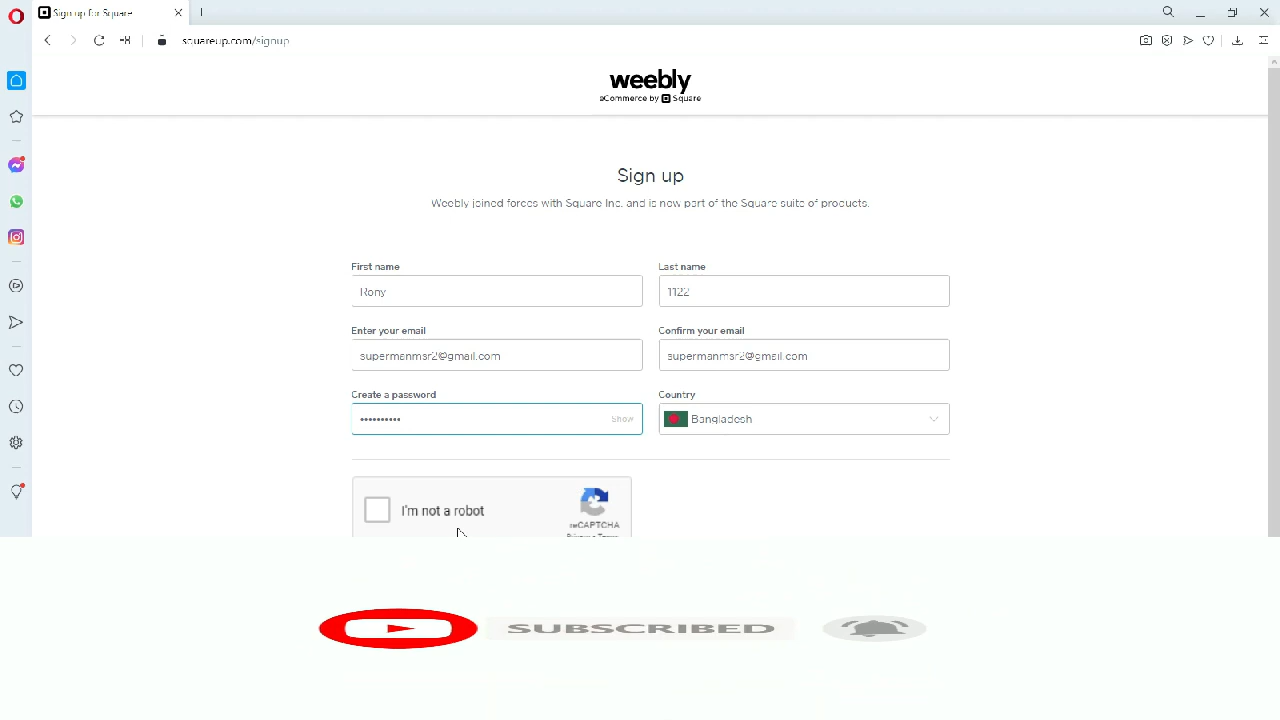 Sign up for Square
squareup.com/signup
weebly
eCommerce by Square
Sign up
Weebly joined forces with Square Inc. and is now part of the Square suite of products.
First name
Last name
Rony
1122
Enter your email
Confirm your email
supermanmsr2@gmail.com
supermanmsr2@gmail.com
Create a password
Country
••••••••••
Show
Bangladesh
I'm not a robot
reCAPTCHA
Privacy - Terms
SUBSCRIBED